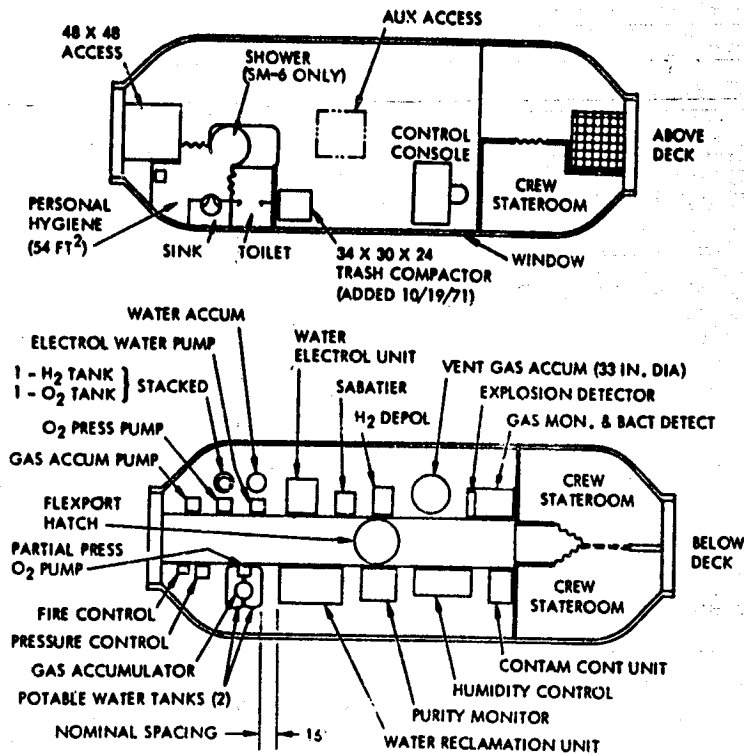 48 X 48
ACCESS
SHOWER
(SM-6 ONLY)
AUX ACCESS
CONTROL
CONSOLE
ABOVE
DECK
CREW
STATEROOM
PERSONAL
HYGIENE
(54 FT²)
SINK
TOILET
34 X 30 X 24
TRASH COMPACTOR
(ADDED 10/19/71)
WINDOW
WATER ACCUM
ELECTROL WATER PUMP
1 - H₂ TANK
1 - O₂ TANK
} STACKED
O₂ PRESS PUMP
GAS ACCUM PUMP
FLEXPORT
HATCH
PARTIAL PRESS
O₂ PUMP
WATER
ELECTROL UNIT
SABATIER
H₂ DEPOL
VENT GAS ACCUM (33 IN. DIA)
EXPLOSION DETECTOR
GAS MON. & BACT DETECT
CREW
STATEROOM
BELOW
DECK
CREW
STATEROOM
FIRE CONTROL
PRESSURE CONTROL
GAS ACCUMULATOR
POTABLE WATER TANKS (2)
NOMINAL SPACING
15
CONTAM CONT UNIT
HUMIDITY CONTROL
PURITY MONITOR
WATER RECLAMATION UNIT